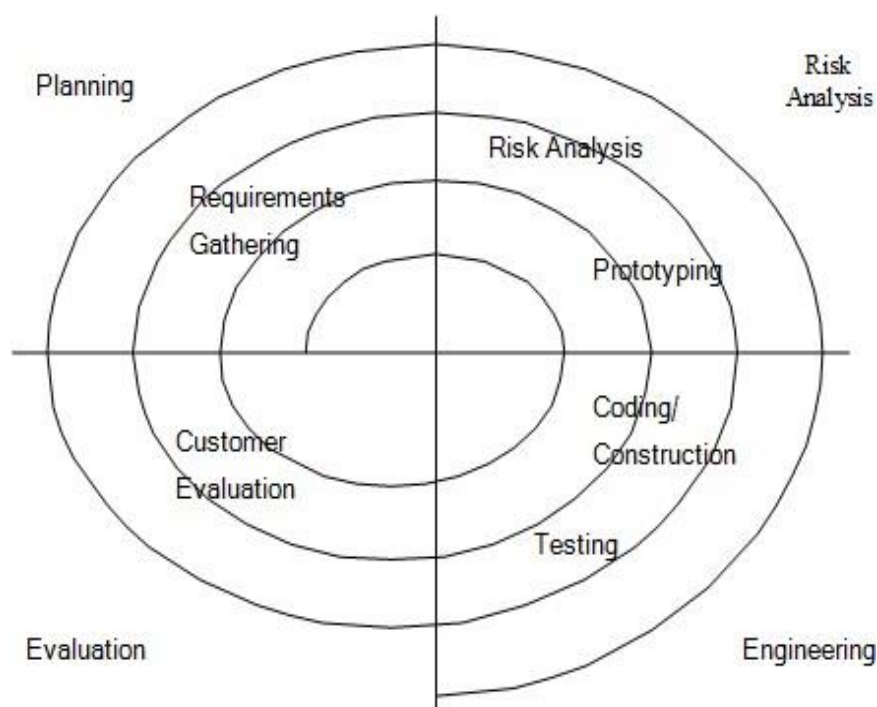 Planning
Risk
Analysis
Risk Analysis
Requirements
Gathering
Prototyping
Coding/
Construction
Customer
Evaluation
Testing
Evaluation
Engineering